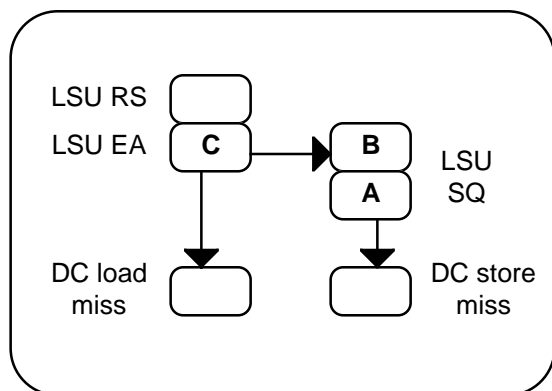 LSU RS
LSU EA
C
B
A
LSU
SQ
DC load
miss
DC store
miss